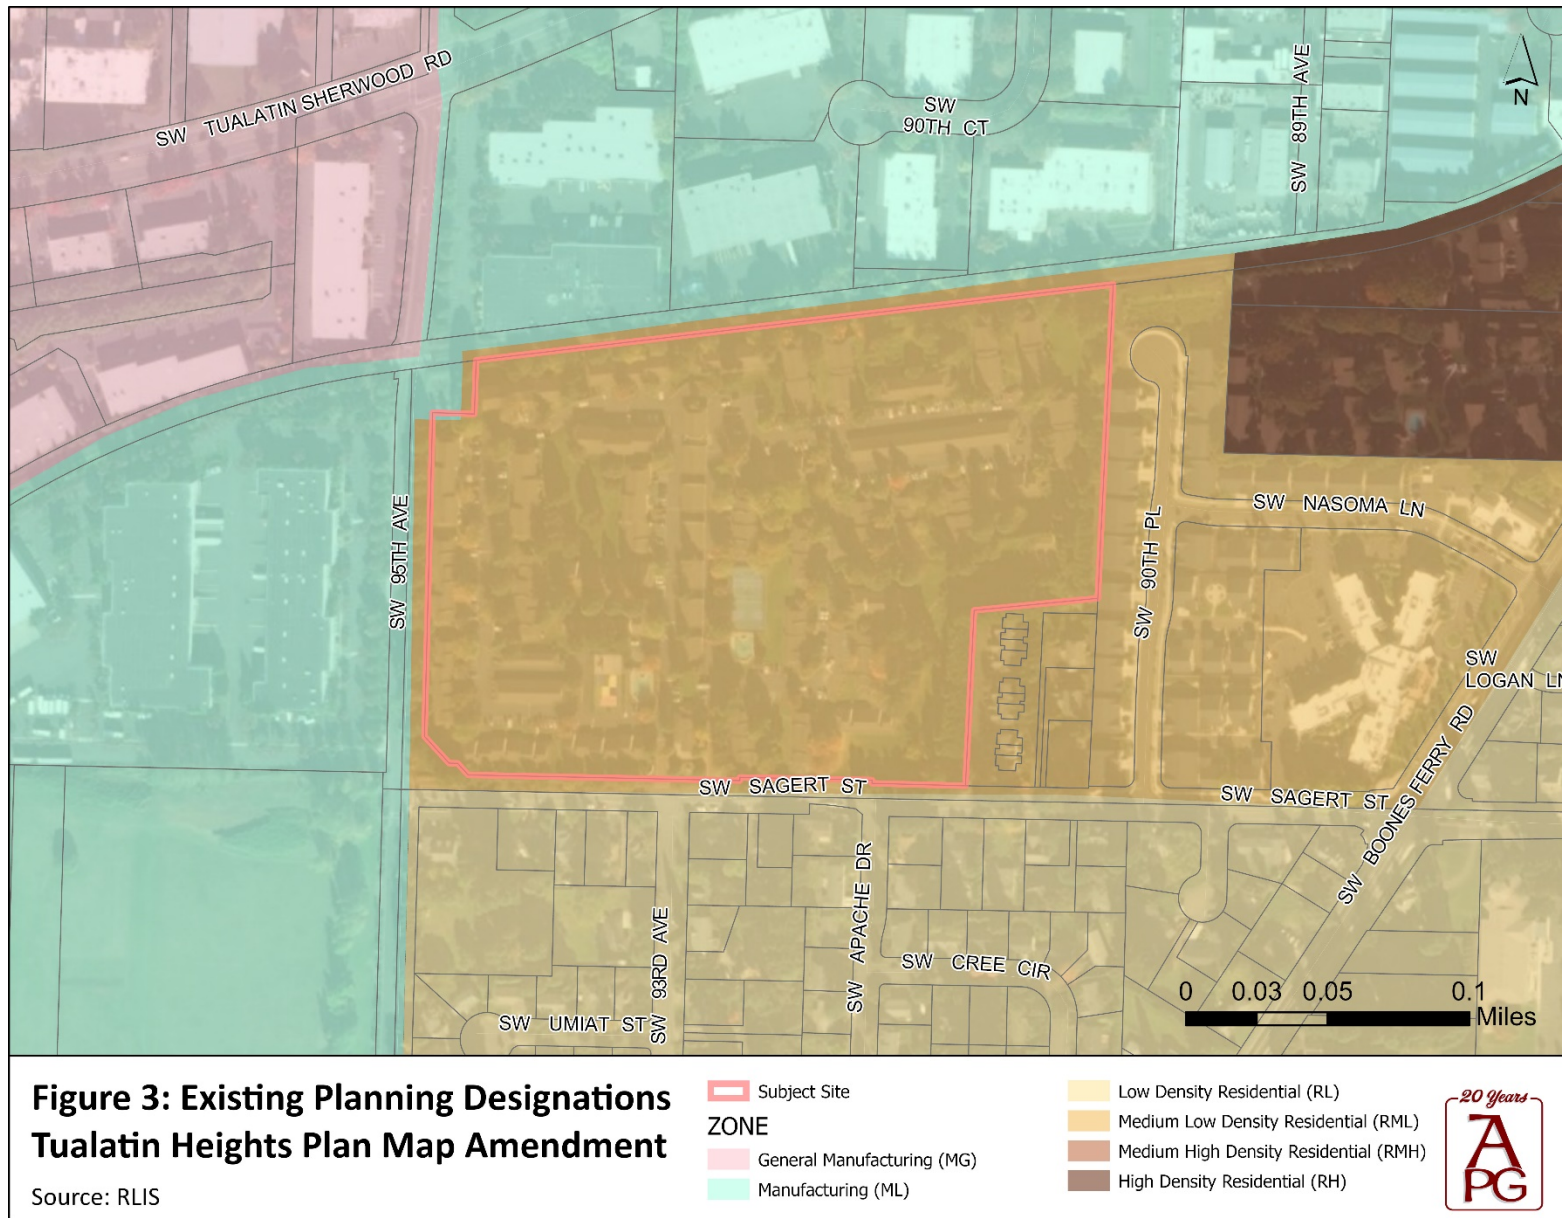 SW TUALATIN SHERWOOD RD
SW
90TH CT
SW 89TH AVE
N
SW 95TH AVE
SW 90TH PL
SW NASOMA LN
SW
LOGAN LN
SW BOONES FERRY RD
SW SAGERT ST
SW SAGERT ST
SW 93RD AVE
SW APACHE DR
SW CREE CIR
SW UMIAT ST
0 0.03 0.05 0.1
Miles
Figure 3: Existing Planning Designations
Tualatin Heights Plan Map Amendment
Source: RLIS
Subject Site
ZONE
General Manufacturing (MG)
Manufacturing (ML)
Low Density Residential (RL)
Medium Low Density Residential (RML)
Medium High Density Residential (RMH)
High Density Residential (RH)
20 Years
A
PG